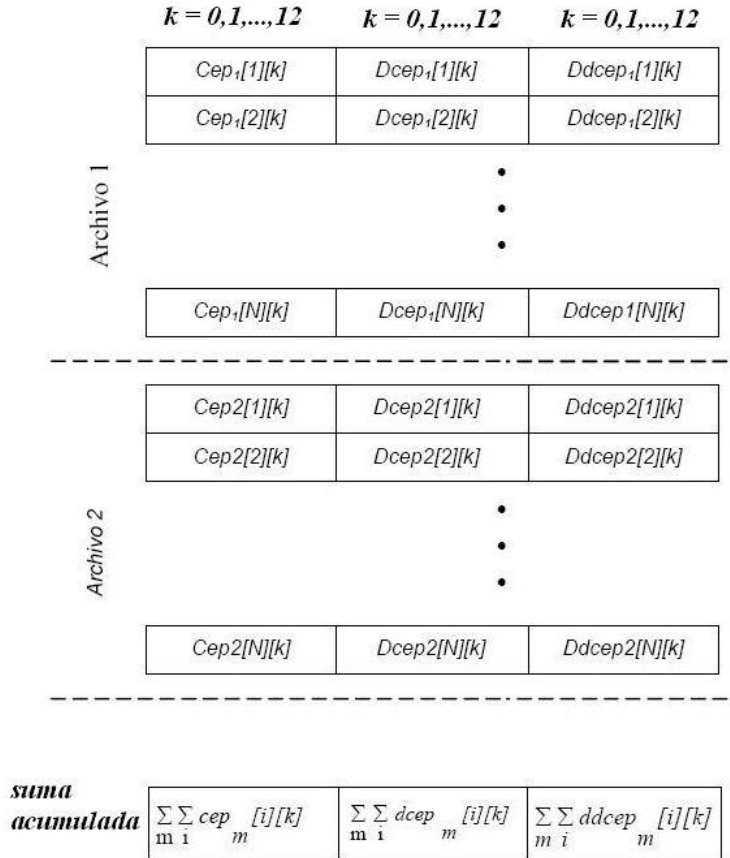 k = 0,1,...,12 k = 0,1,...,12 k = 0,1,...,12
Archivo 1
Cep₁[1][k] Dcep₁[1][k] Ddcep₁[1][k]
Cep₁[2][k] Dcep₁[2][k] Ddcep₁[2][k]
Cep₁[N][k] Dcep₁[N][k] Ddcep1[N][k]
Archivo 2
Cep2[1][k] Dcep2[1][k] Ddcep2[1][k]
Cep2[2][k] Dcep2[2][k] Ddcep2[2][k]
Cep2[N][k] Dcep2[N][k] Ddcep2[N][k]
suma
acumulada
∑ ∑ cep m [i][k] ∑ ∑ dcep m [i][k] ∑ ∑ ddcep m [i][k]
m i m i m i